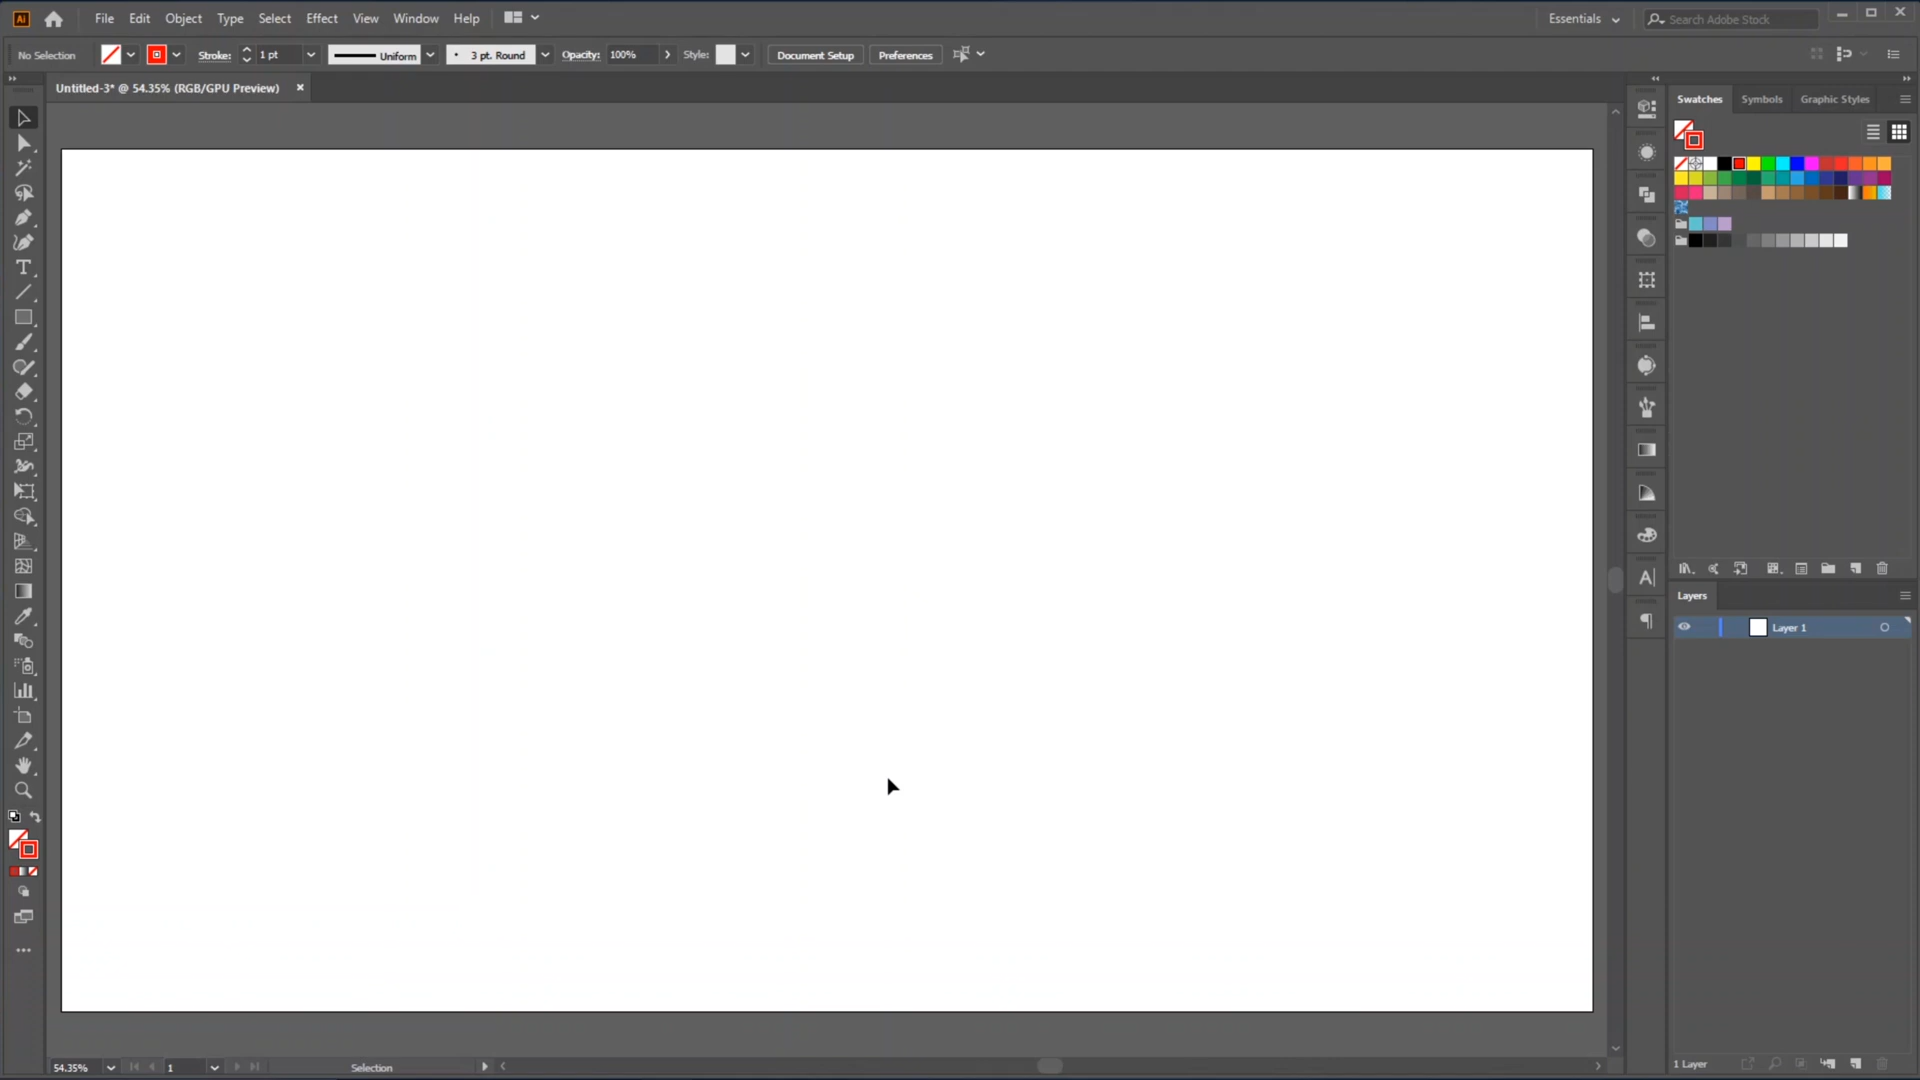 Ai File Edit Object Type Select Effect View Window Help Essentials Search Adobe Stock
No Selection Stroke: 1 pt Uniform 3 pt. Round Opacity: 100% Style: Document Setup Preferences
Untitled-3* @ 54.35% (RGB/GPU Preview)
Swatches Symbols Graphic Styles
Layers
Layer 1
54.35% 1 Selection 1 Layer